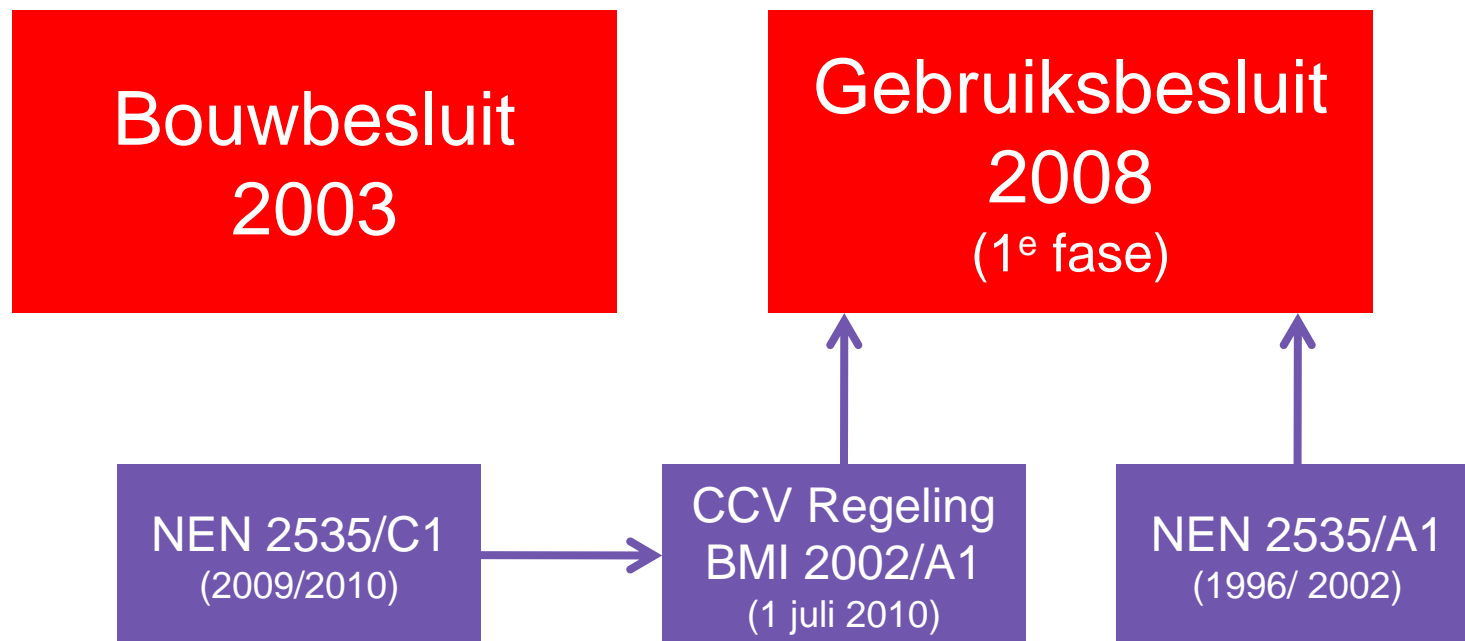 Bouwbesluit
2003
Gebruiksbesluit
2008
(1e fase)
NEN 2535/C1
(2009/2010)
CCV Regeling
BMI 2002/A1
(1 juli 2010)
NEN 2535/A1
(1996/ 2002)